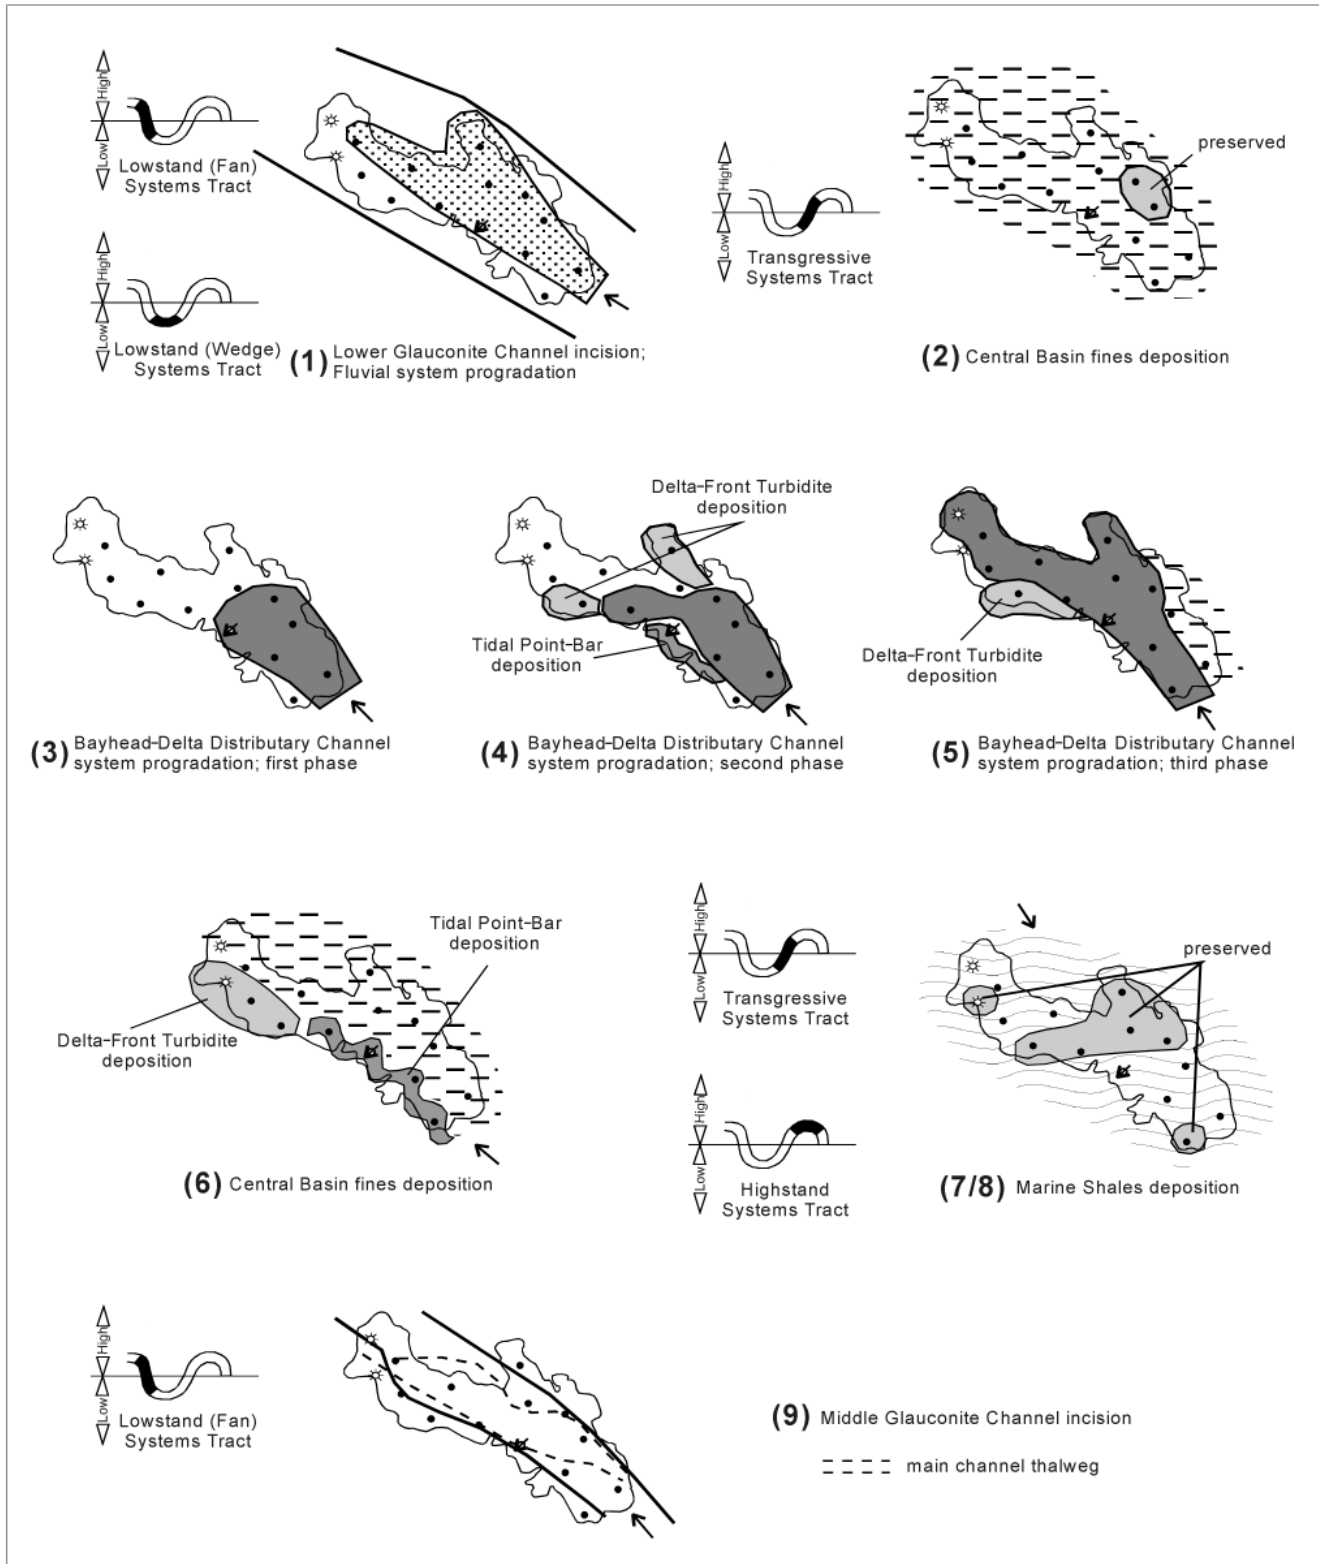 High
Low
Lowstand (Fan)
Systems Tract
High
Low
Lowstand (Wedge)
Systems Tract
(1) Lower Glauconite Channel incision;
Fluvial system progradation
High
Low
Transgressive
Systems Tract
preserved
(2) Central Basin fines deposition
(3) Bayhead-Delta Distributary Channel
system progradation; first phase
Delta-Front Turbidite
deposition
Tidal Point-Bar
deposition
(4) Bayhead-Delta Distributary Channel
system progradation; second phase
Delta-Front Turbidite
deposition
(5) Bayhead-Delta Distributary Channel
system progradation; third phase
Tidal Point-Bar
deposition
Delta-Front Turbidite
deposition
(6) Central Basin fines deposition
High
Low
Transgressive
Systems Tract
High
Low
Highstand
Systems Tract
preserved
(7/8) Marine Shales deposition
High
Low
Lowstand (Fan)
Systems Tract
(9) Middle Glauconite Channel incision
main channel thalweg